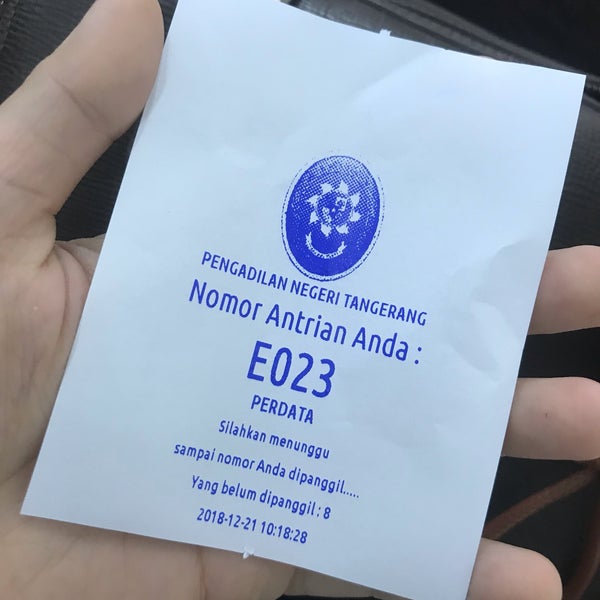 PENGADILAN NEGERI TANGERANG
Nomor Antrian Anda :
E023
PERDATA
Silahkan menunggu
sampai nomor Anda dipanggil.....
Yang belum dipanggil : 8
2018-12-21 10:18:28